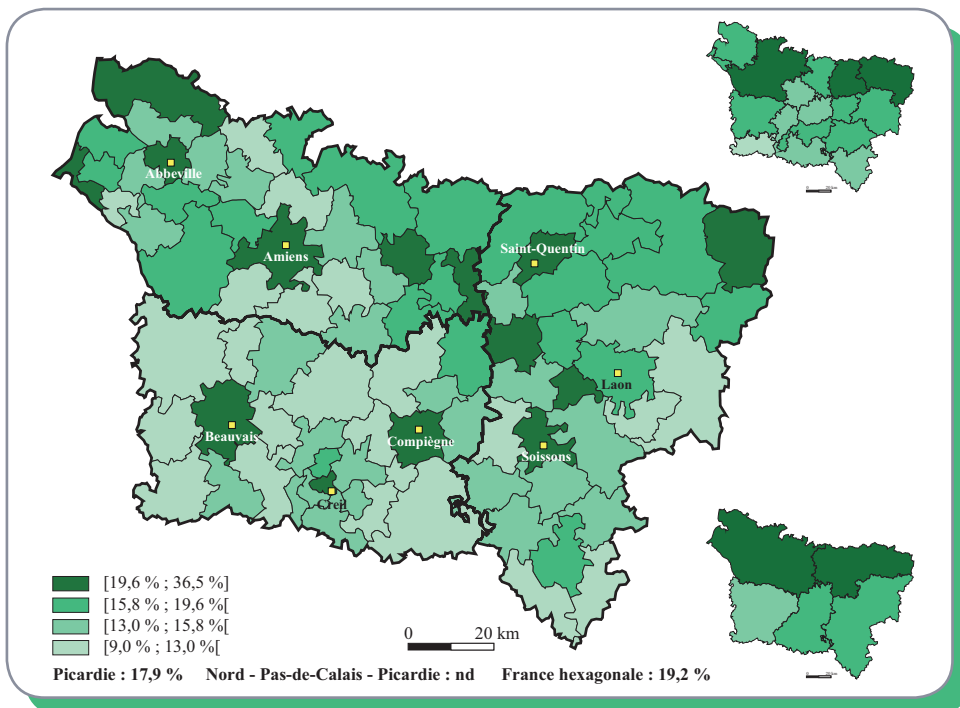 Abbeville
Amiens
Saint-Quentin
Laon
Beauvais
Compiègne
Soissons
Creil
[19,6 % ; 36,5 %]
[15,8 % ; 19,6 %[
[13,0 % ; 15,8 %[
[9,0 % ; 13,0 %[
0 20 km
Picardie : 17,9 % Nord - Pas-de-Calais - Picardie : nd France hexagonale : 19,2 %